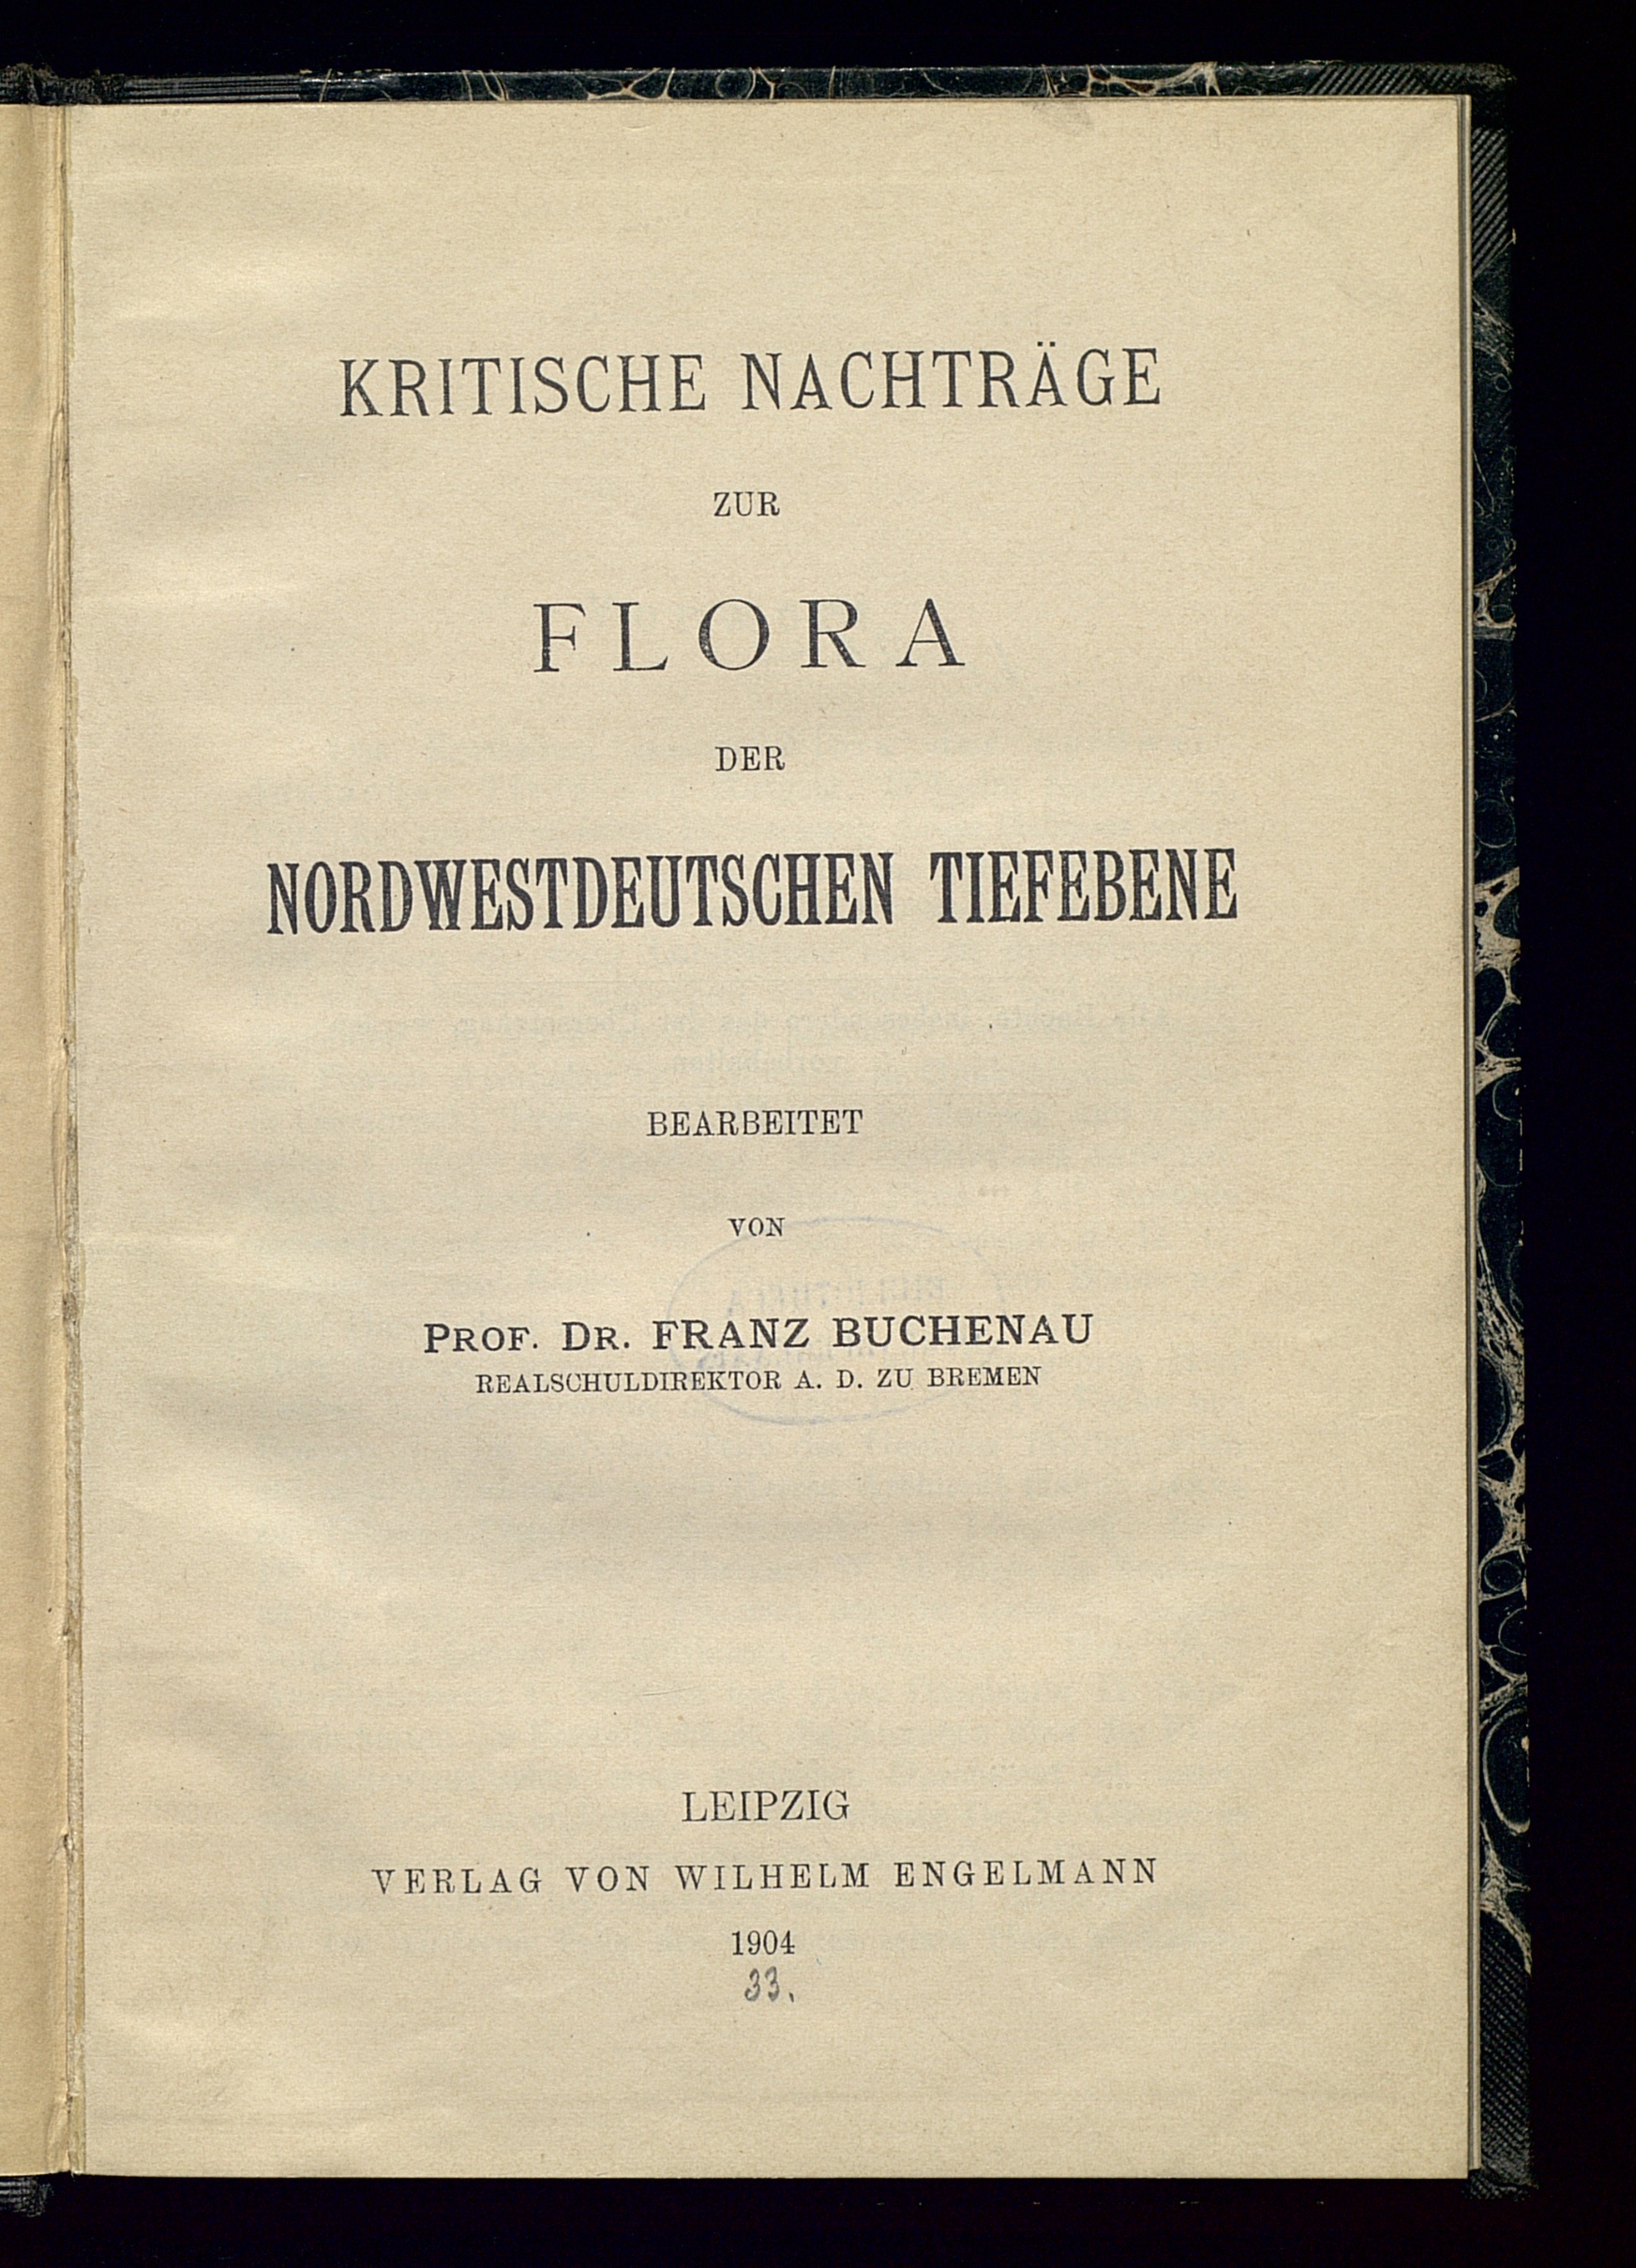 KRITISCHE NACHTRÄGE
ZUR
FLORA
DER
NORDWESTDEUTSCHEN TIEFEBENE
BEARBEITET
VON
PROF. DR. FRANZ BUCHENAU
REALSCHULDIREKTOR A. D. ZU BREMEN
LEIPZIG
VERLAG VON WILHELM ENGELMANN
1904
33.